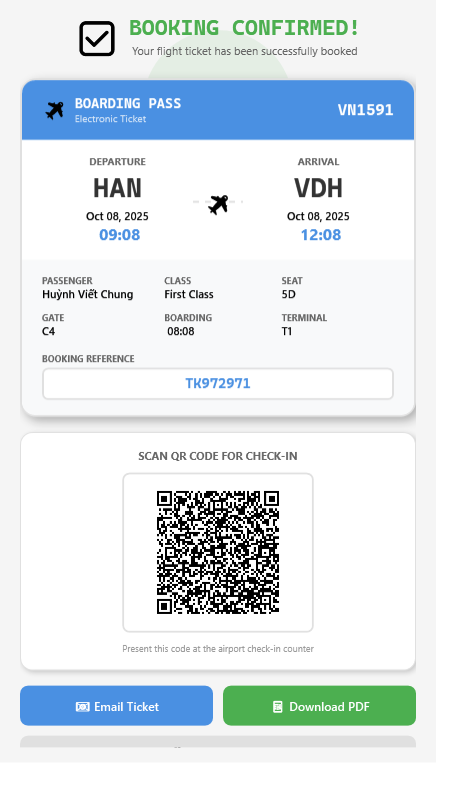 BOOKING CONFIRMED!
Your flight ticket has been successfully booked
BOARDING PASS
Electronic Ticket
VN1591
DEPARTURE
ARRIVAL
HAN
VDH
Oct 08, 2025
Oct 08, 2025
09:08
12:08
PASSENGER CLASS SEAT
Huỳnh Viết Chung First Class 5D
GATE BOARDING TERMINAL
C4 08:08 T1
BOOKING REFERENCE
TK972971
SCAN QR CODE FOR CHECK-IN
Present this code at the airport check-in counter
Email Ticket
Download PDF